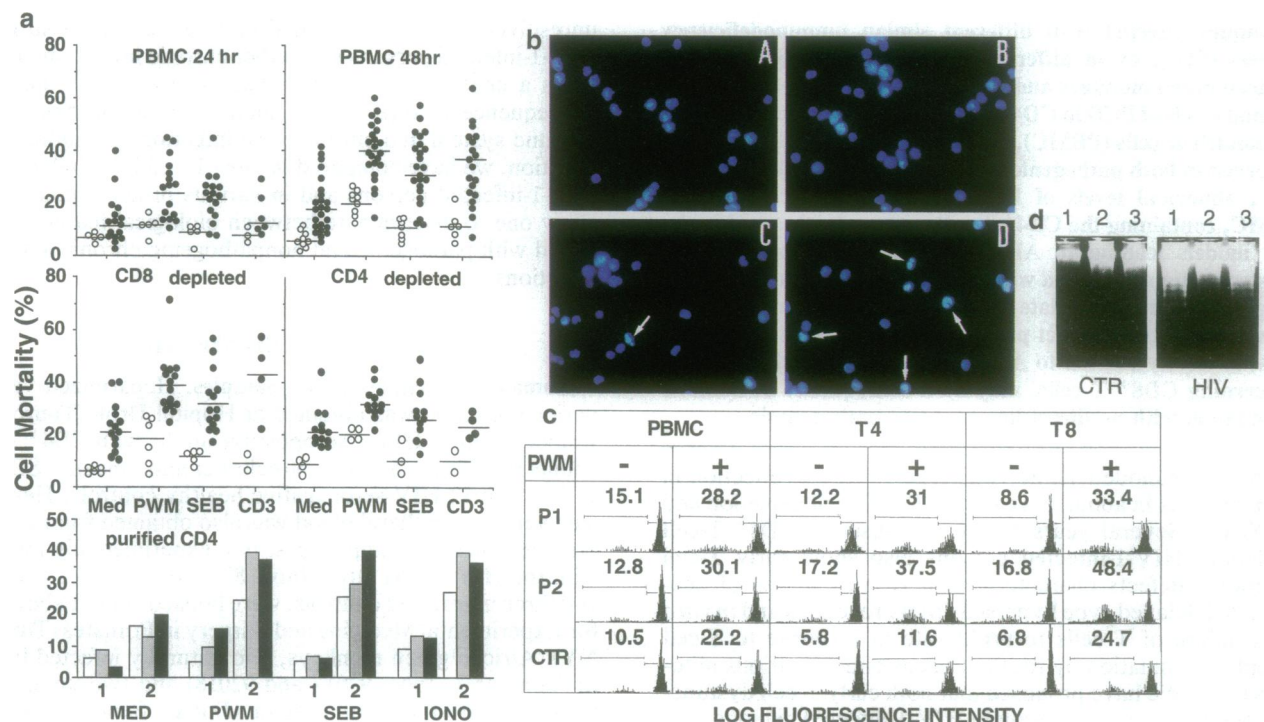 a
PBMC 24 hr
PBMC 48hr
80
60
40
20
0
CD8 depleted
CD4 depleted
80
60
40
20
0
Cell Mortality (%)
Med PWM SEB CD3 Med PWM SEB CD3
purified CD4
50
40
30
20
10
0
1 2 1 2 1 2 1 2
MED PWM SEB IONO
b
A
B
C
D
d
1 2 3 1 2 3
CTR HIV
c
PBMC T4 T8
PWM - + - + - +
P1 15.1 28.2 12.2 31 8.6 33.4
P2 12.8 30.1 17.2 37.5 16.8 48.4
CTR 10.5 22.2 5.8 11.6 6.8 24.7
LOG FLUORESCENCE INTENSITY